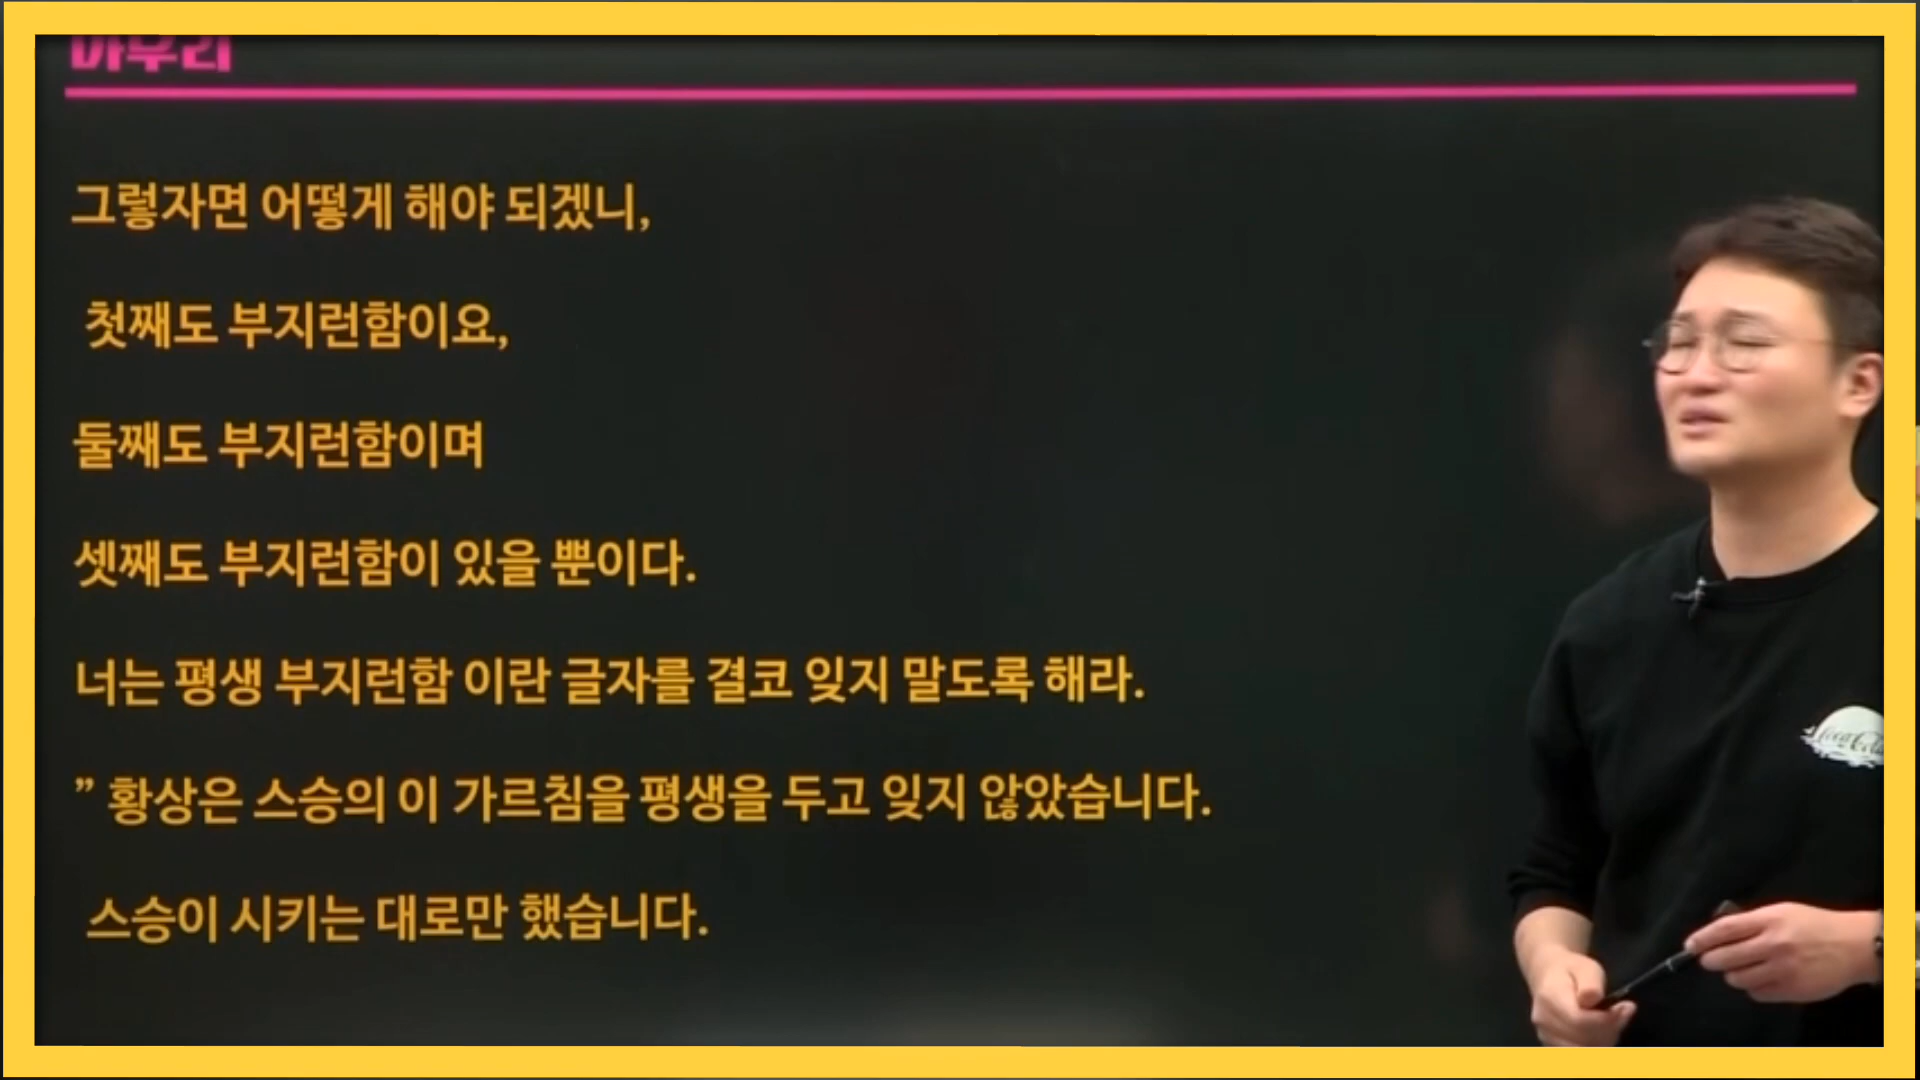 마무리
그렇자면 어떻게 해야 되겠니,
첫째도 부지런함이요,
둘째도 부지런함이며
셋째도 부지런함이 있을 뿐이다.
너는 평생 부지런함 이란 글자를 결코 잊지 말도록 해라.
” 황상은 스승의 이 가르침을 평생을 두고 잊지 않았습니다.
스승이 시키는 대로만 했습니다.
Coca-Cola